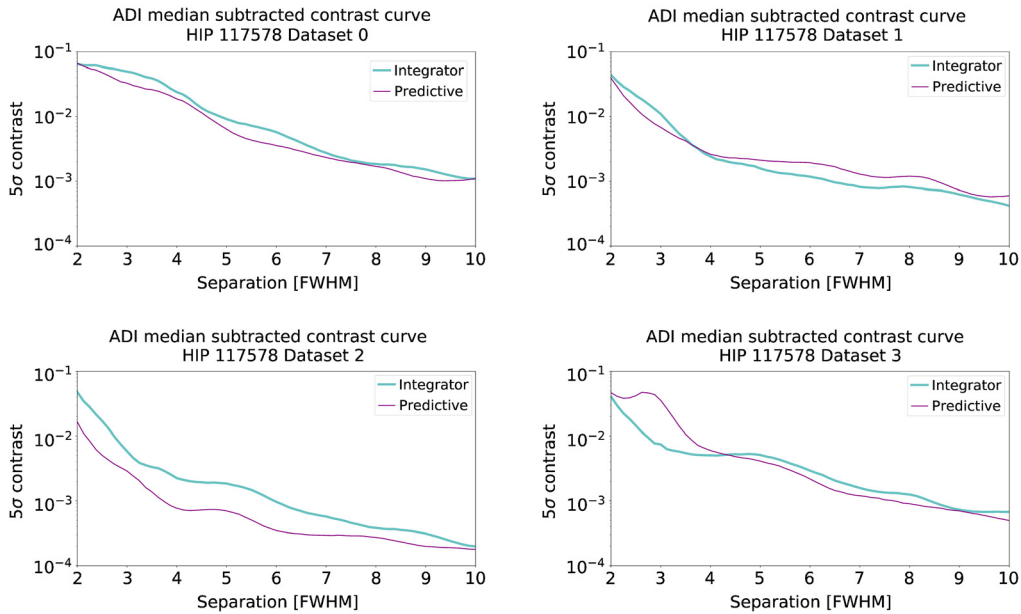 ADI median subtracted contrast curve
HIP 117578 Dataset 0
10⁻¹
10⁻²
10⁻³
10⁻⁴
5σ contrast
Integrator
Predictive
2 3 4 5 6 7 8 9 10
Separation [FWHM]
ADI median subtracted contrast curve
HIP 117578 Dataset 1
10⁻¹
10⁻²
10⁻³
10⁻⁴
5σ contrast
Integrator
Predictive
2 3 4 5 6 7 8 9 10
Separation [FWHM]
ADI median subtracted contrast curve
HIP 117578 Dataset 2
10⁻¹
10⁻²
10⁻³
10⁻⁴
5σ contrast
Integrator
Predictive
2 3 4 5 6 7 8 9 10
Separation [FWHM]
ADI median subtracted contrast curve
HIP 117578 Dataset 3
10⁻¹
10⁻²
10⁻³
10⁻⁴
5σ contrast
Integrator
Predictive
2 3 4 5 6 7 8 9 10
Separation [FWHM]